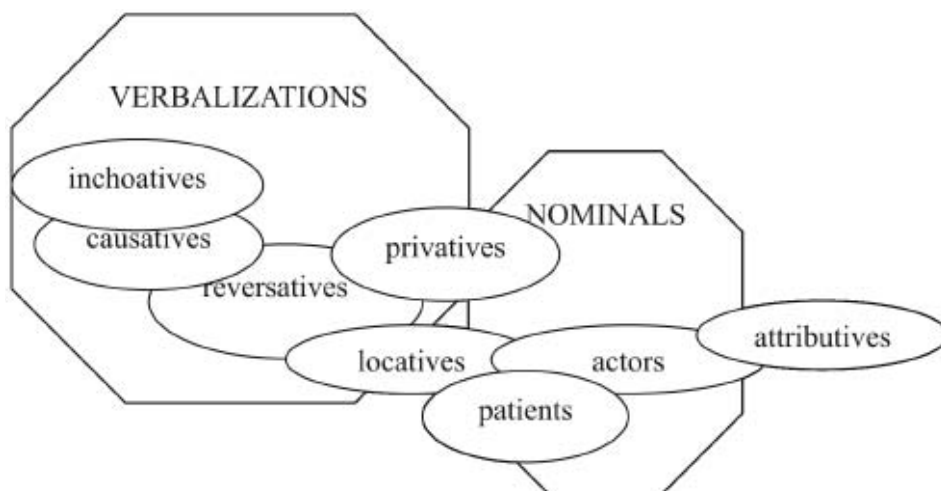 VERBALIZATIONS
inchoatives
NOMINALS
causatives
privatives
reversatives
attributives
locatives
actors
patients